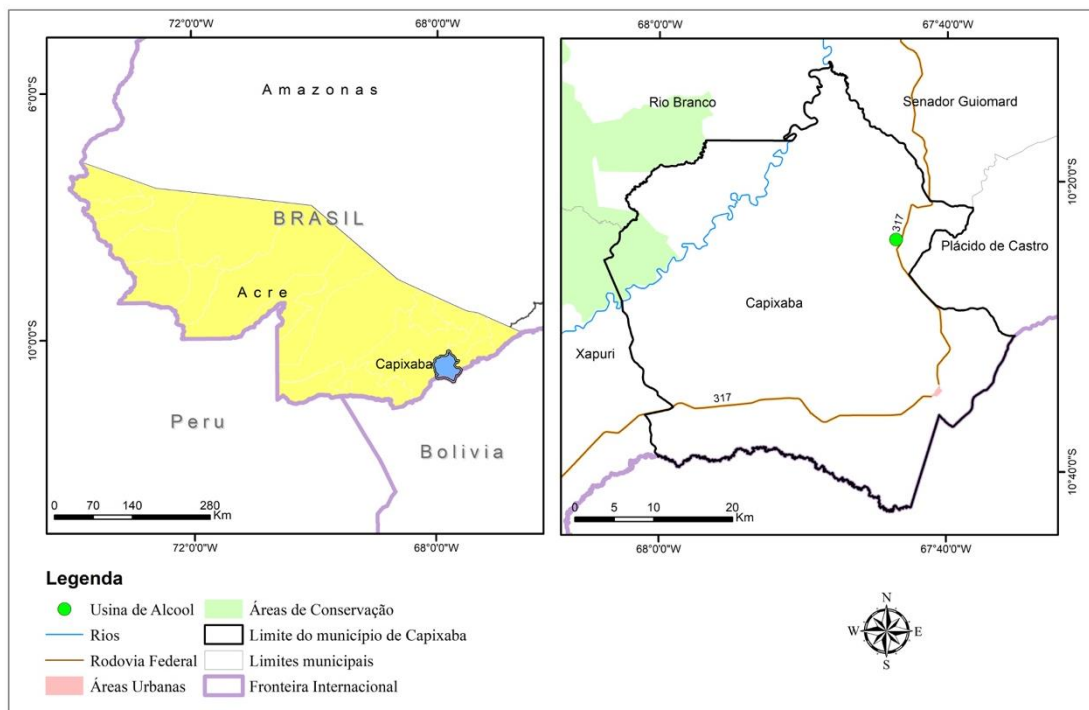 72°0'0"W
68°0'0"W
6°0'0"S
10°0'0"S
Amazonas
BRASIL
Acre
Capixaba
Peru
Bolivia
0 70 140 280
Km
72°0'0"W
68°0'0"W
68°0'0"W
67°40'0"W
Rio Branco
Senador Guiomard
10°20'0"S
317
Plácido de Castro
Capixaba
Xapuri
317
10°40'0"S
0 5 10 20
Km
68°0'0"W
67°40'0"W
Legenda
Usina de Alcool
Áreas de Conservação
Rios
Limite do município de Capixaba
Rodovia Federal
Limites municipais
Áreas Urbanas
Fronteira Internacional
N
W E
S